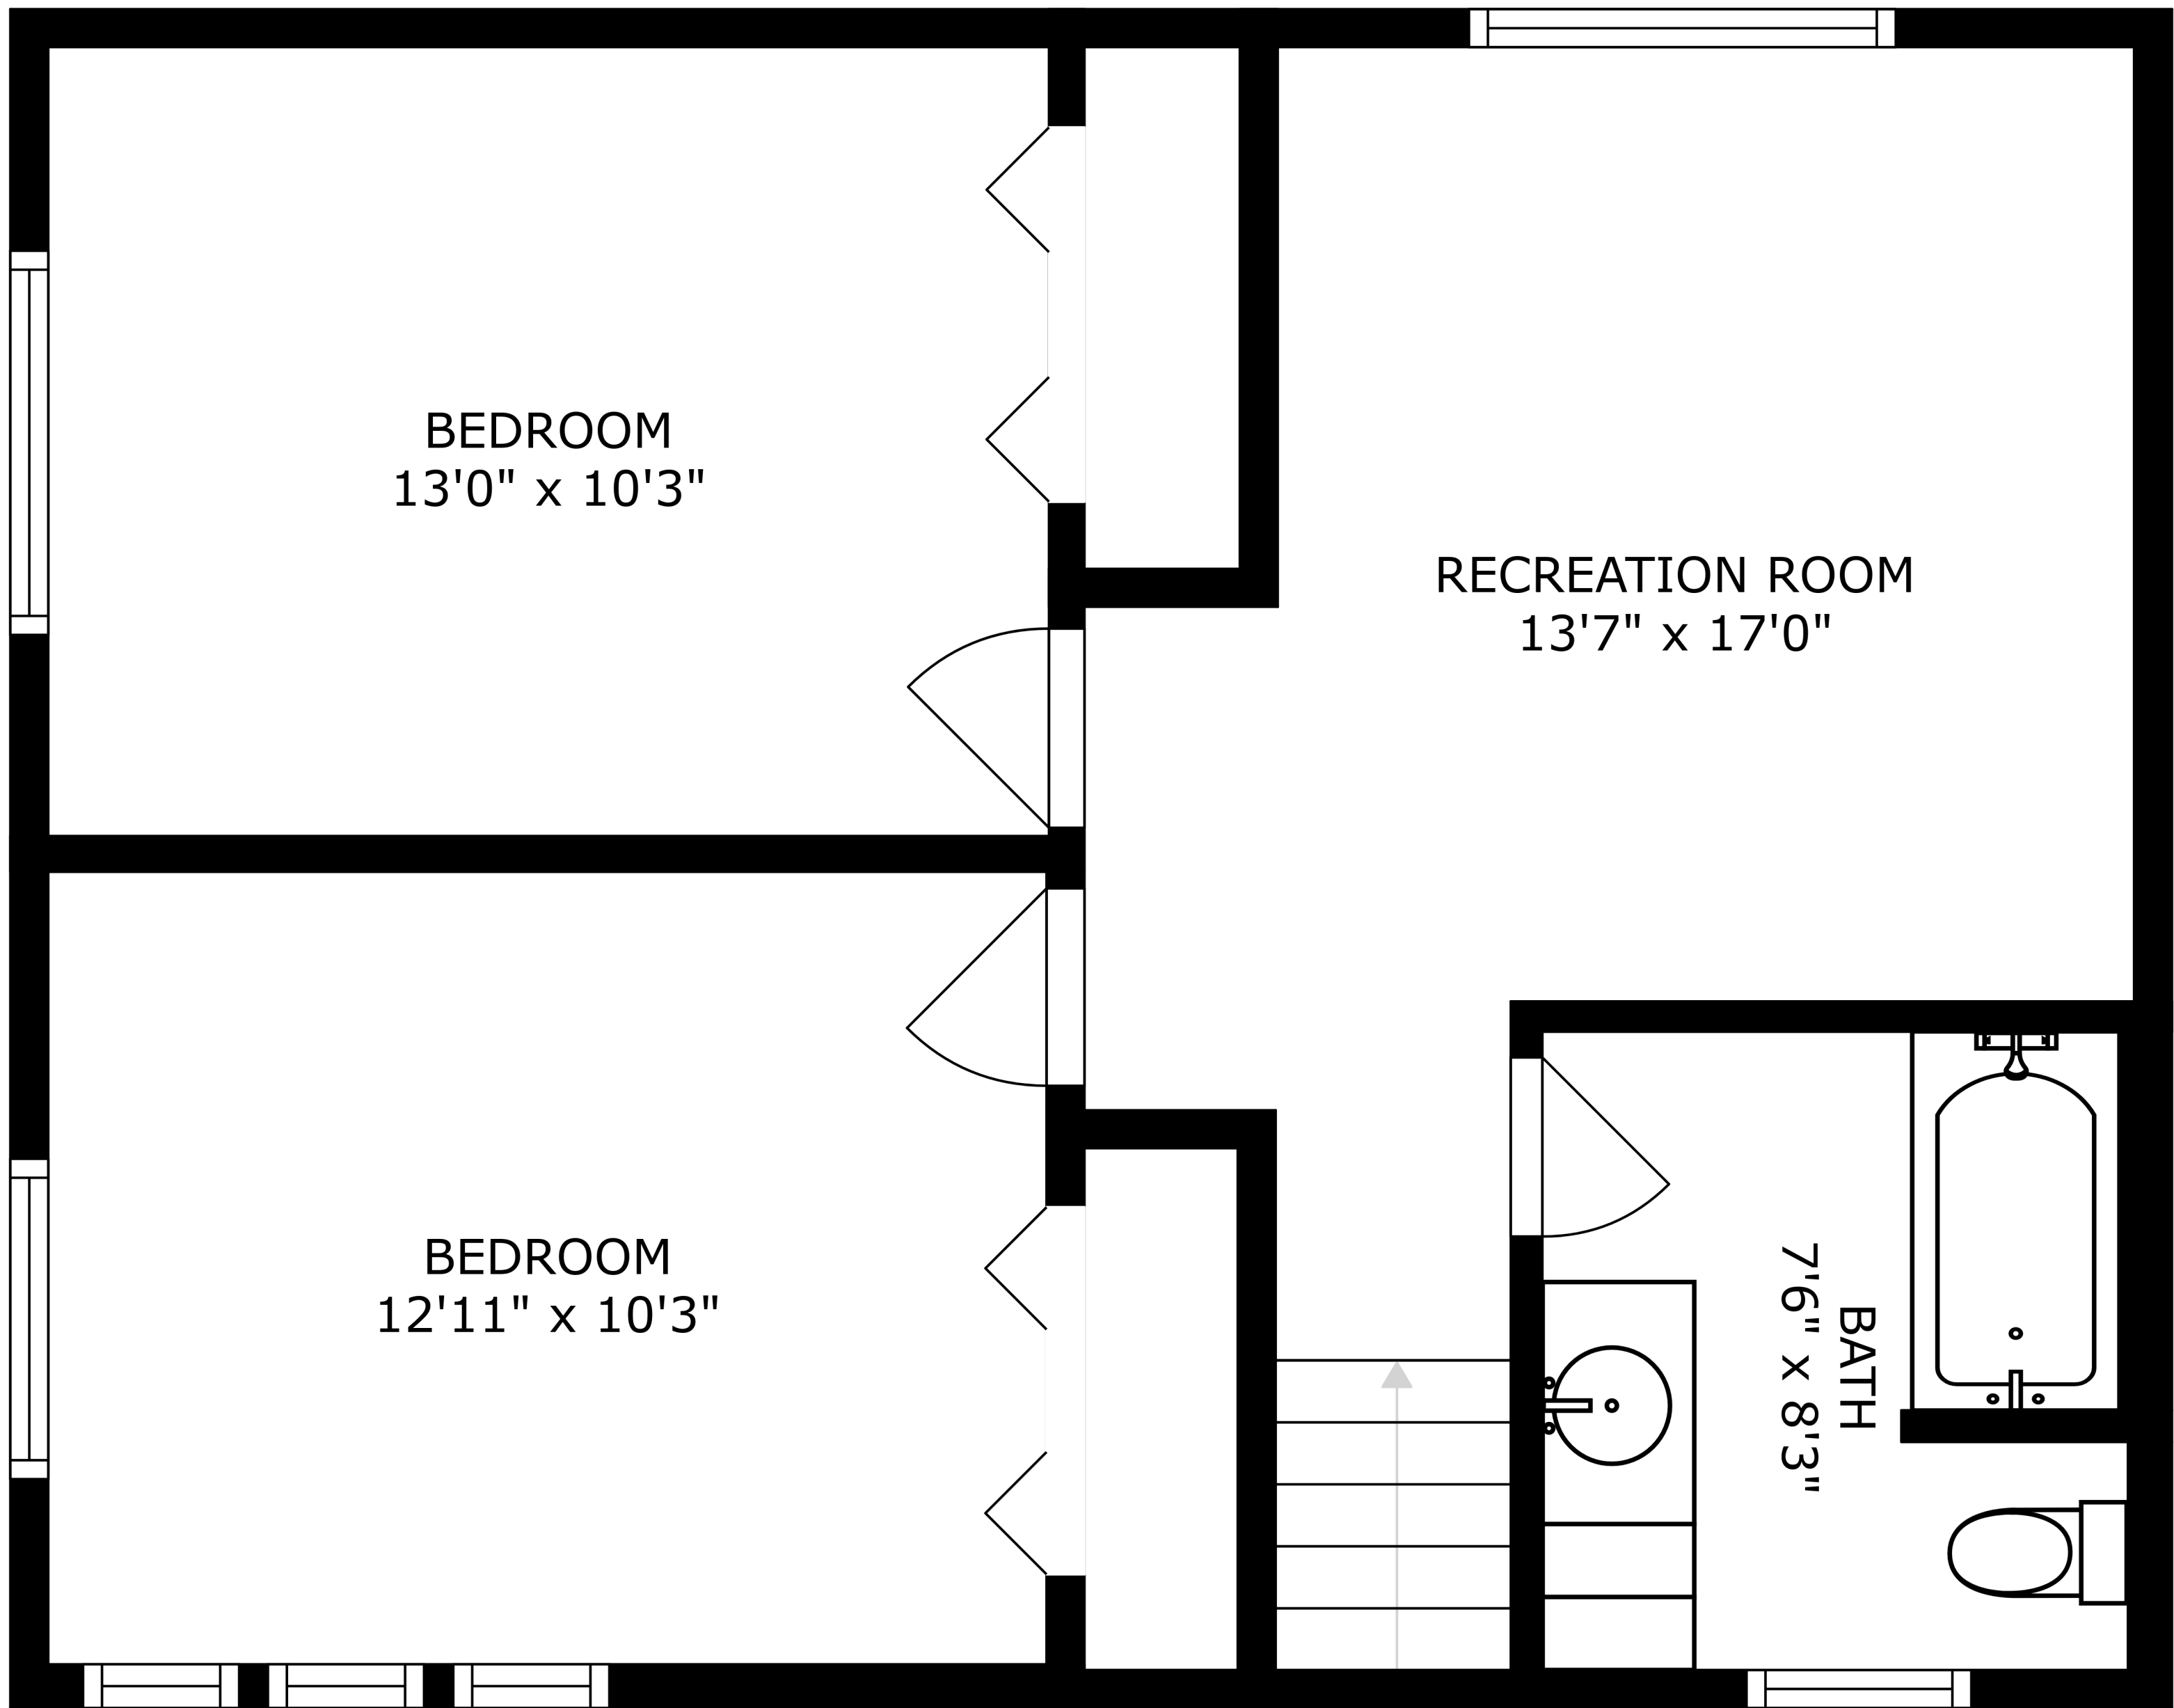 BEDROOM
13'0" x 10'3"
RECREATION ROOM
13'7" x 17'0"
BEDROOM
12'11" x 10'3"
BATH
7'6" x 8'3"